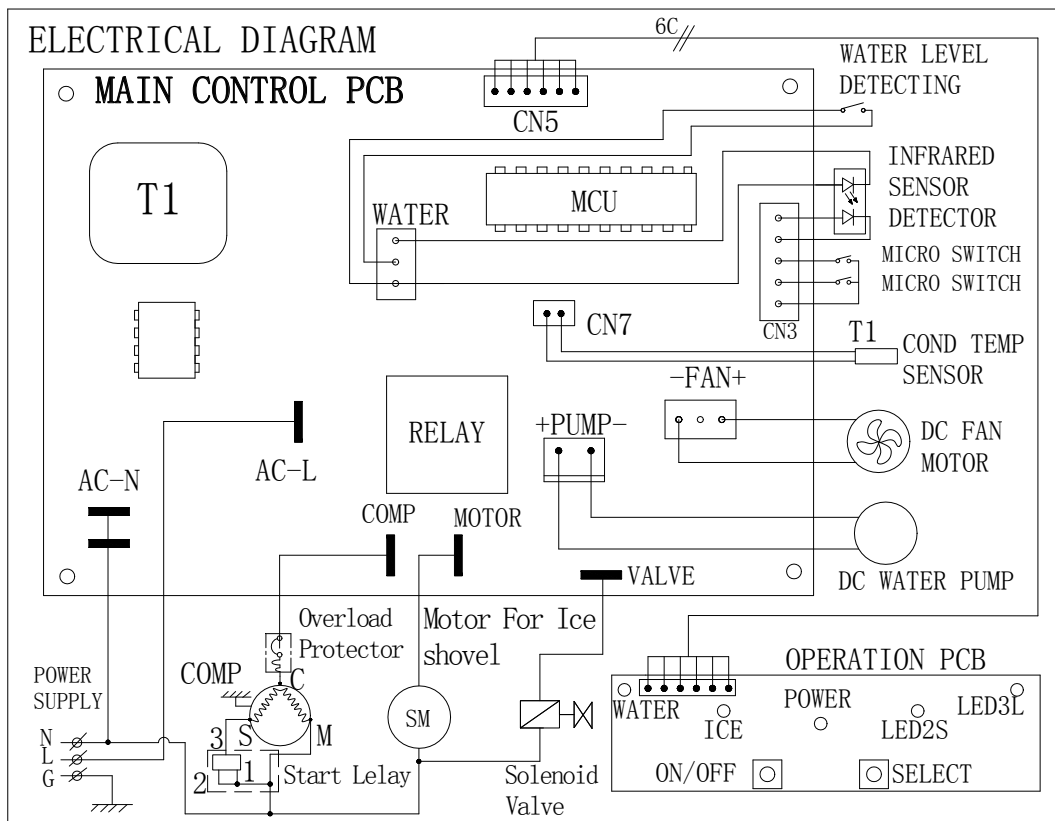 ELECTRICAL DIAGRAM
6C
WATER LEVEL
DETECTING
MAIN CONTROL PCB
CN5
T1
MCU
INFRARED
SENSOR
DETECTOR
WATER
MICRO SWITCH
MICRO SWITCH
CN7
CN3
T1
COND TEMP
SENSOR
-FAN+
RELAY
+PUMP-
DC FAN
MOTOR
AC-N
AC-L
COMP
MOTOR
VALVE
DC WATER PUMP
Overload
Protector
Motor For Ice
shovel
POWER
SUPPLY
COMP
C
S
M
SM
N
L
G
3
2
1
Start Lelay
Solenoid
Valve
OPERATION PCB
WATER
ICE
POWER
LED2S
LED3L
ON/OFF
SELECT